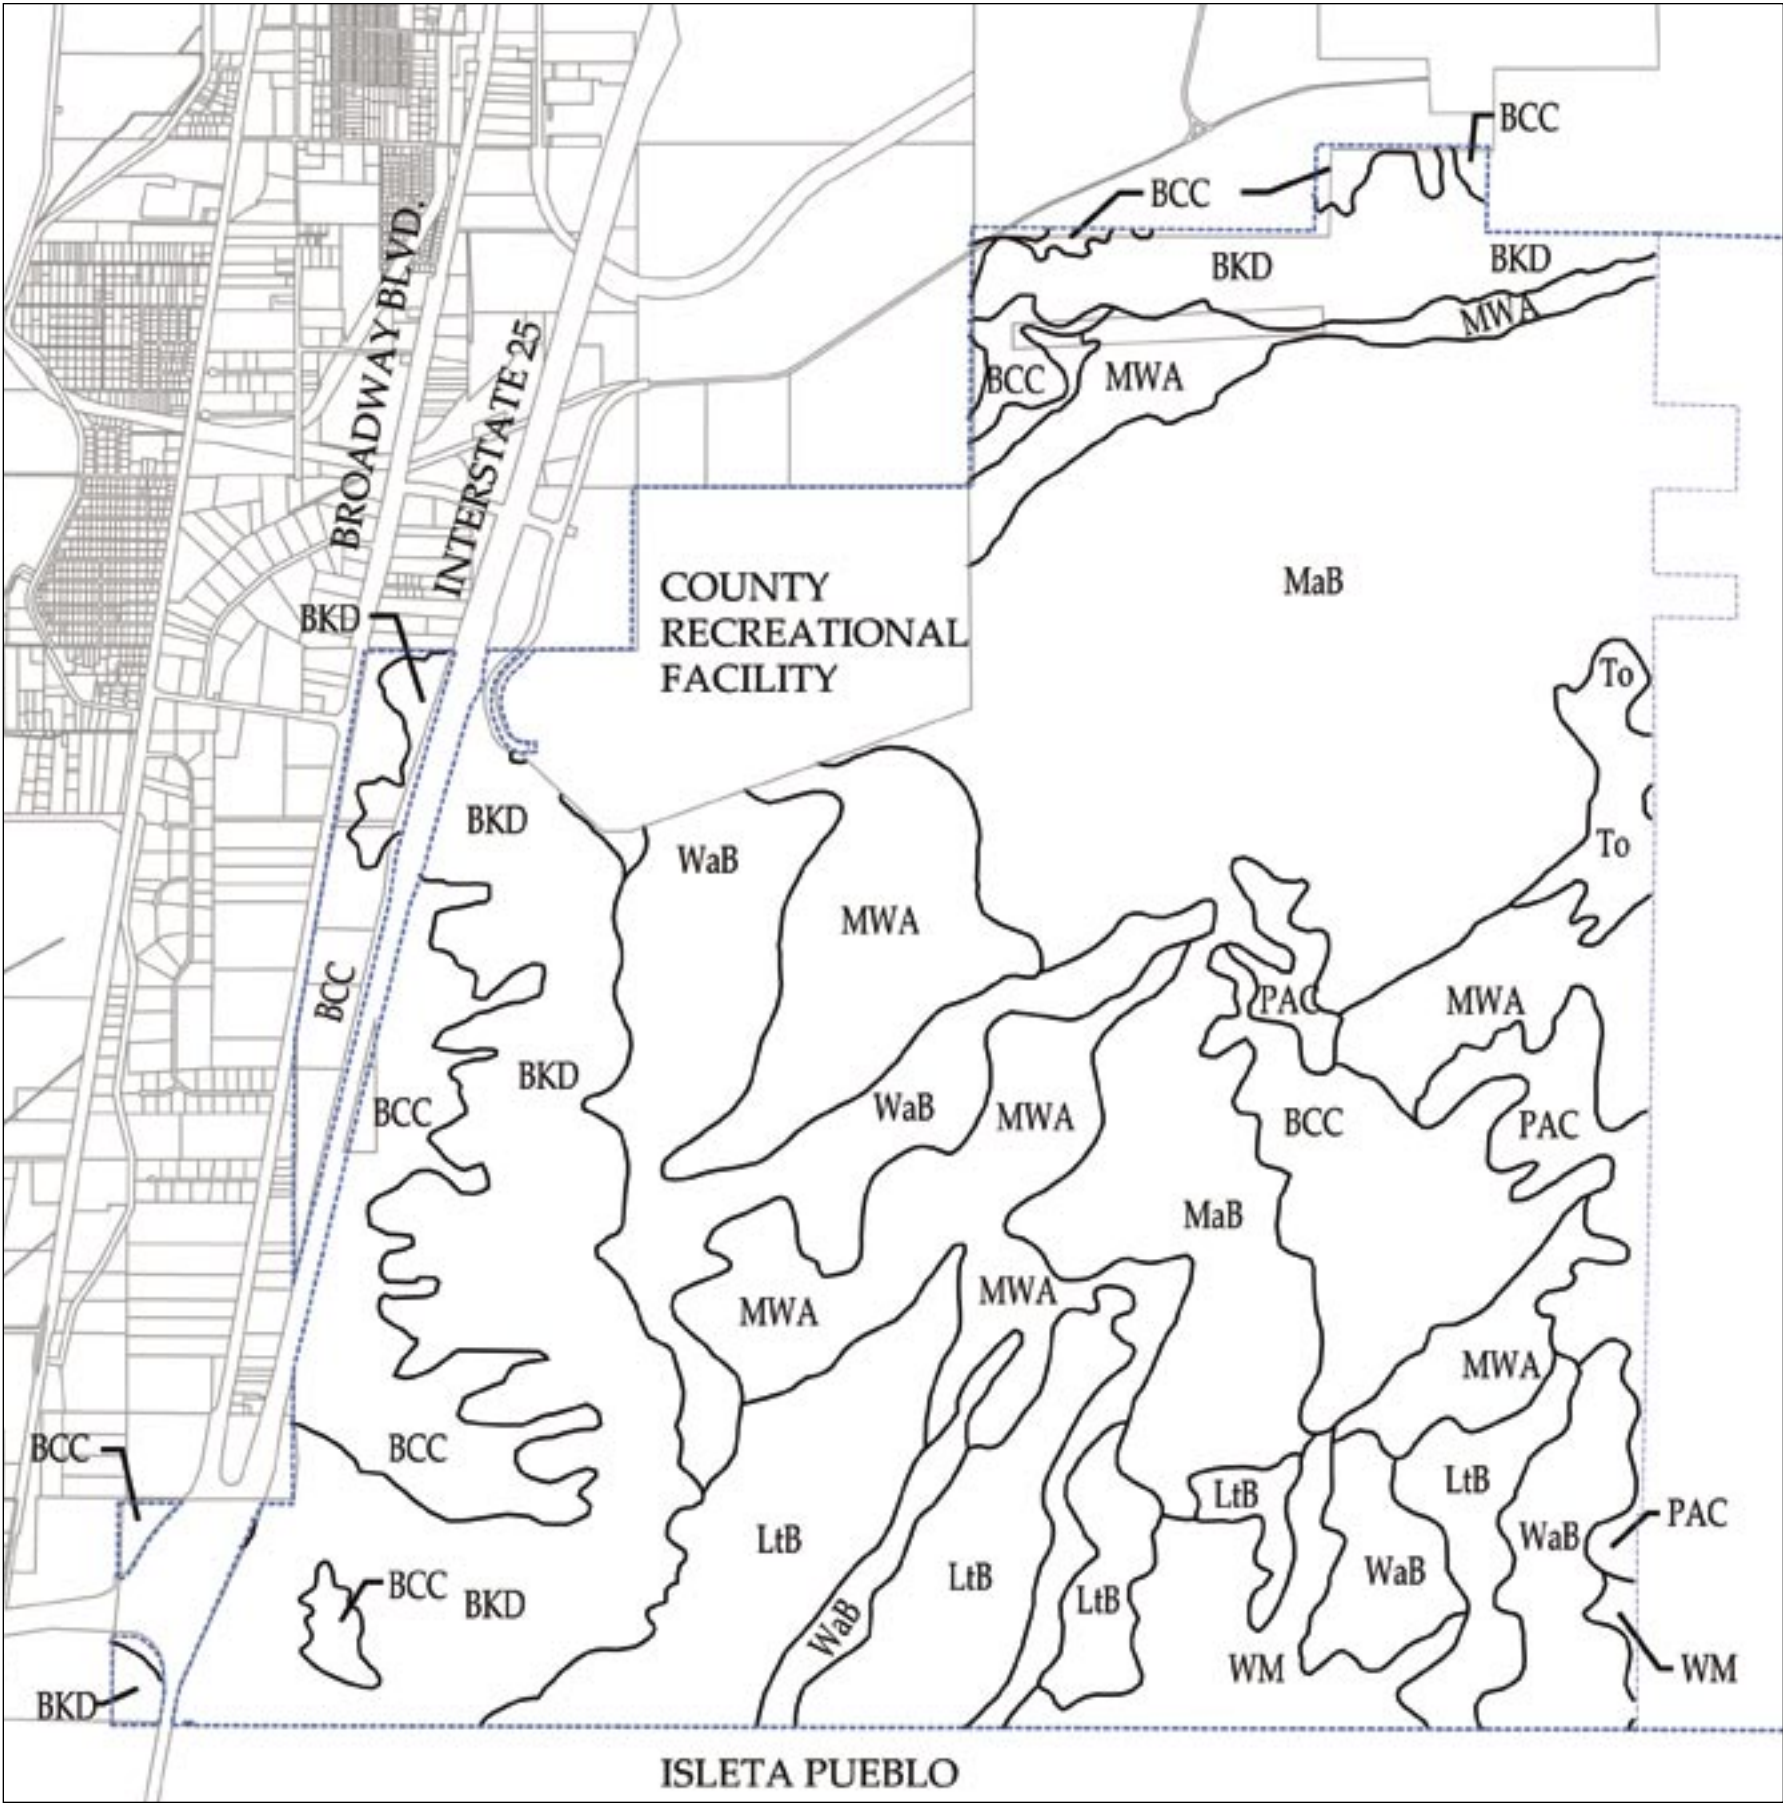 BCC
BCC
BKD
BKD
MWA
BROADWAY BLVD.
INTERSTATE 25
BCC
MWA
MaB
COUNTY
RECREATIONAL
FACILITY
BKD
To
BKD
To
WaB
MWA
BCC
PAC
MWA
BKD
BCC
WaB
MWA
BCC
PAC
MaB
MWA
MWA
MWA
BCC
BCC
LtB
LtB
PAC
LtB
WaB
WaB
LtB
BCC
BKD
LtB
WaB
WM
WM
BKD
ISLETA PUEBLO